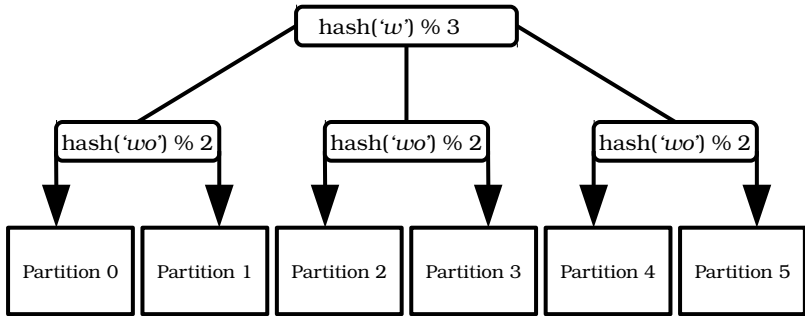 hash(‘w’) % 3
hash(‘wo’) % 2
hash(‘wo’) % 2
hash(‘wo’) % 2
Partition 0
Partition 1
Partition 2
Partition 3
Partition 4
Partition 5